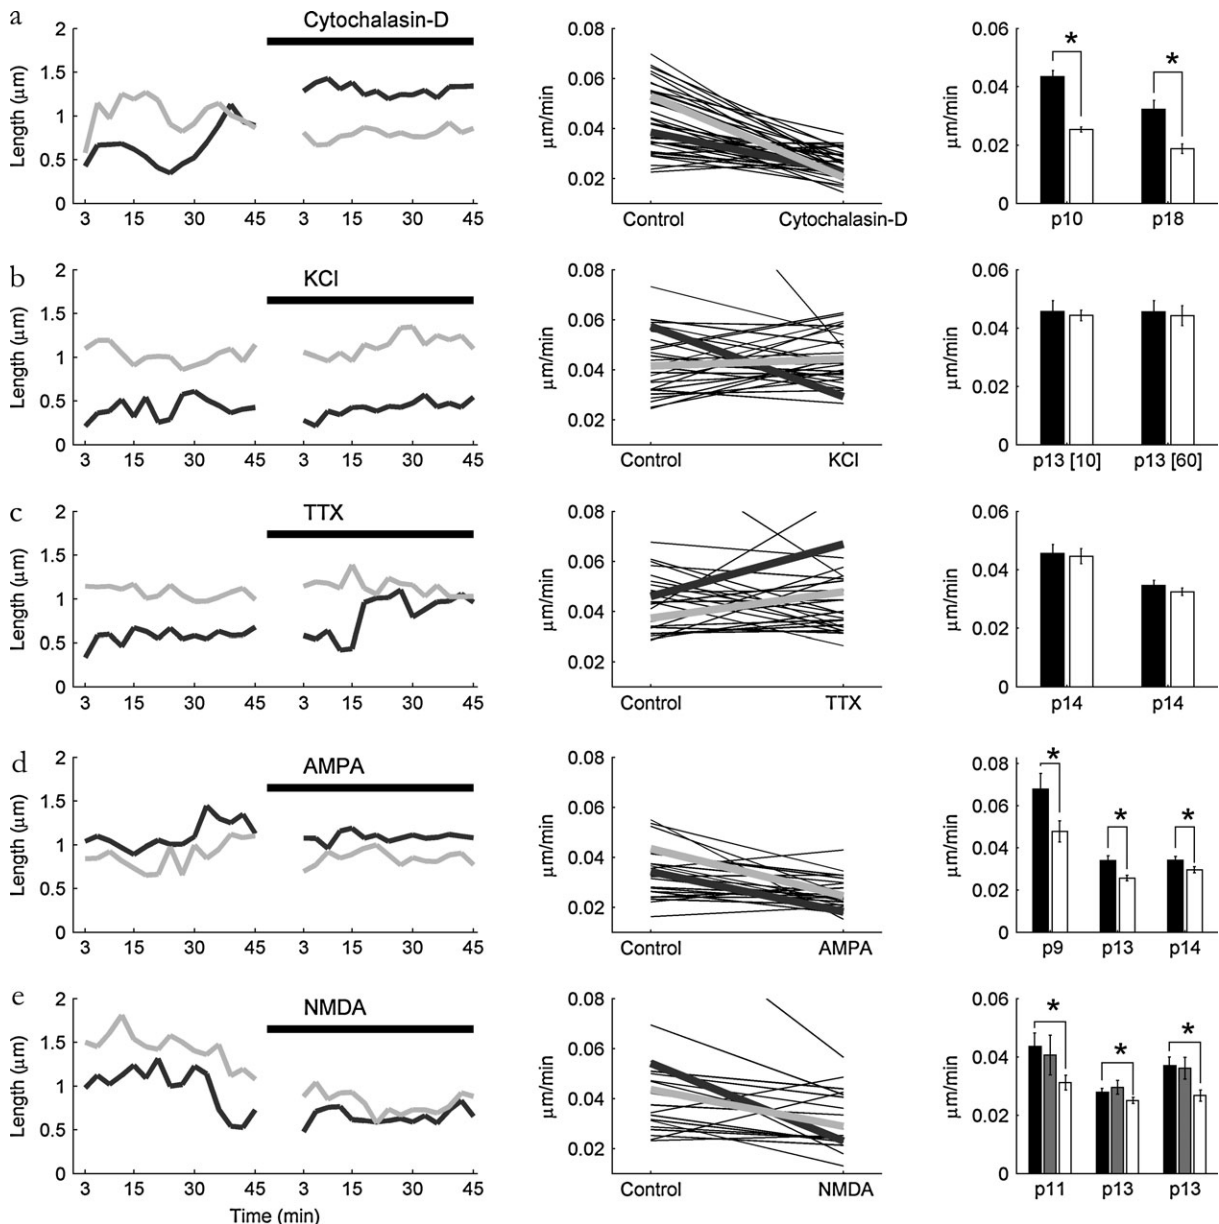 a
Cytochalasin-D
Length (µm)
2
1.5
1
0.5
0
3 15 30 45
3 15 30 45
µm/min
0.08
0.06
0.04
0.02
Control Cytochalasin-D
µm/min
0.06
0.04
0.02
0
* *
p10 p18
b
KCl
Length (µm)
2
1.5
1
0.5
0
3 15 30 45
3 15 30 45
µm/min
0.08
0.06
0.04
0.02
Control KCl
µm/min
0.06
0.04
0.02
0
p13 [10] p13 [60]
c
TTX
Length (µm)
2
1.5
1
0.5
0
3 15 30 45
3 15 30 45
µm/min
0.08
0.06
0.04
0.02
Control TTX
µm/min
0.06
0.04
0.02
0
p14 p14
d
AMPA
Length (µm)
2
1.5
1
0.5
0
3 15 30 45
3 15 30 45
µm/min
0.08
0.06
0.04
0.02
Control AMPA
µm/min
0.08
0.06
0.04
0.02
0
* * *
p9 p13 p14
e
NMDA
Length (µm)
2
1.5
1
0.5
0
3 15 30 45
3 15 30 45
Time (min)
µm/min
0.08
0.06
0.04
0.02
Control NMDA
µm/min
0.06
0.04
0.02
0
* * *
p11 p13 p13